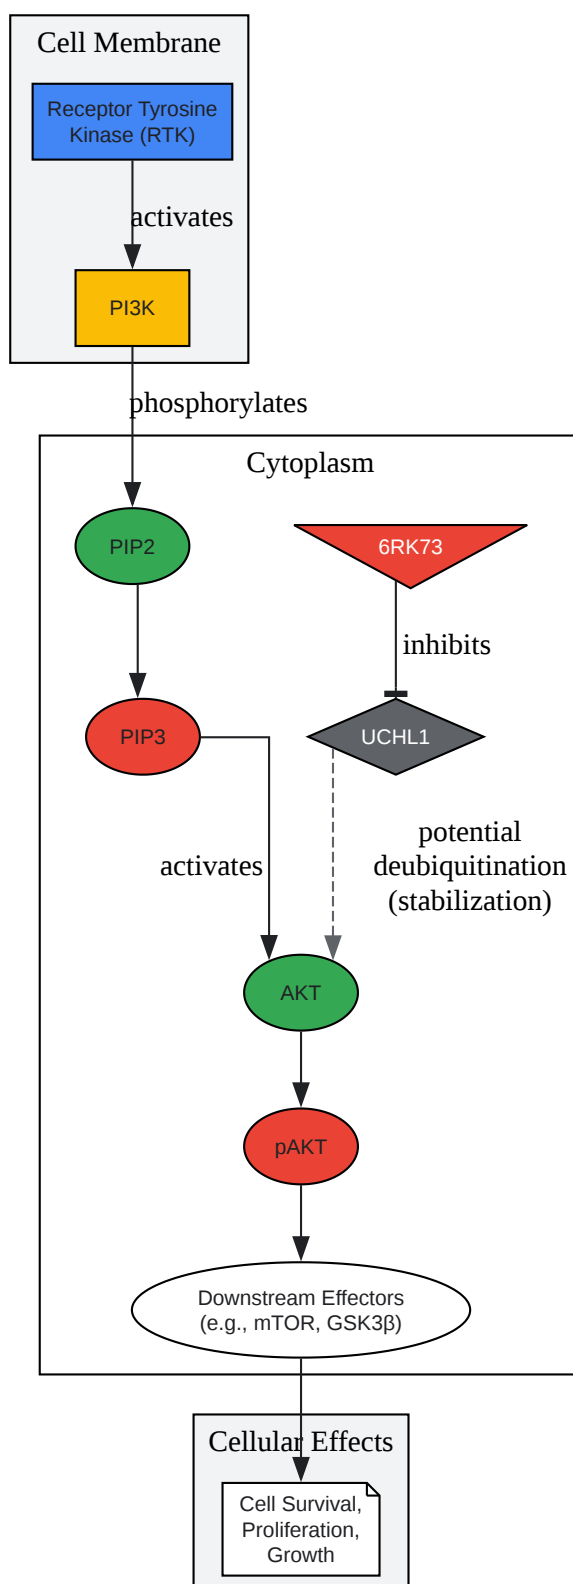 Cell Membrane
Receptor Tyrosine
Kinase (RTK)
activates
PI3K
phosphorylates
Cytoplasm
PIP2
6RK73
inhibits
PIP3
UCHL1
activates
potential
deubiquitination
(stabilization)
AKT
pAKT
Downstream Effectors
(e.g., mTOR, GSK3β)
Cellular Effects
Cell Survival,
Proliferation,
Growth